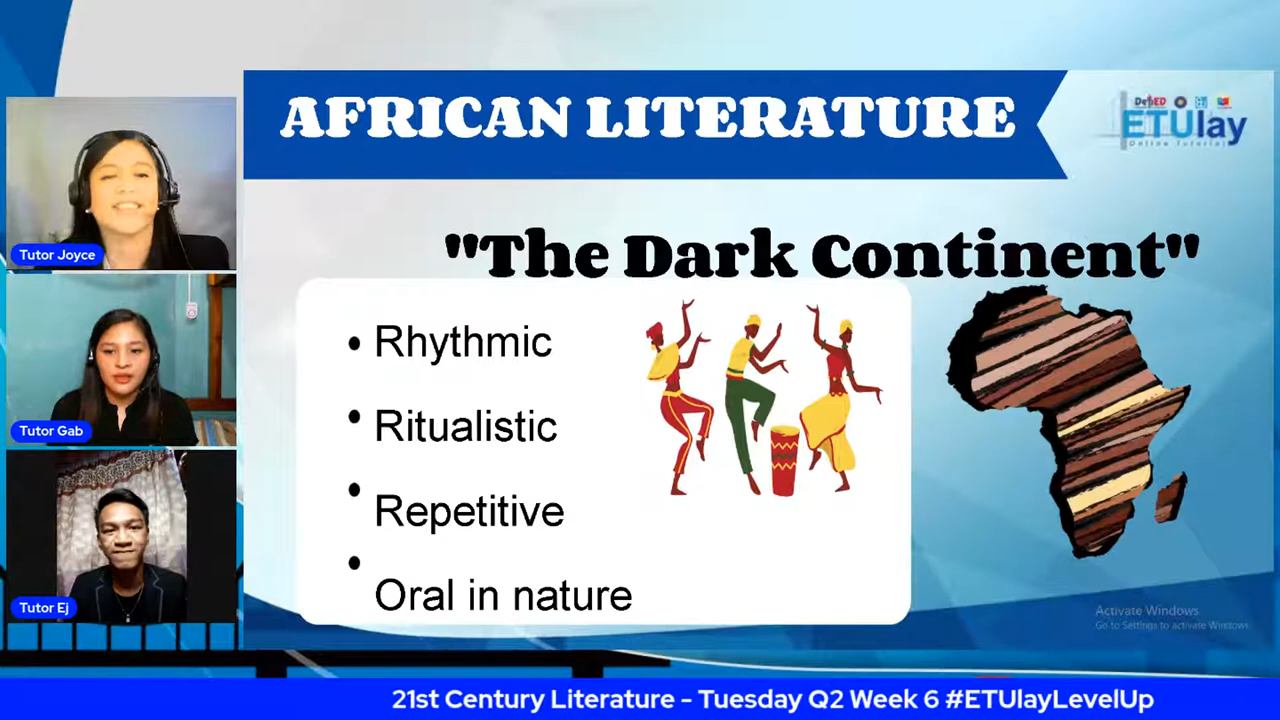 AFRICAN LITERATURE
DepED
ETUlay
Online Tutorial
"The Dark Continent"
• Rhythmic
• Ritualistic
• Repetitive
• Oral in nature
Tutor Joyce
Tutor Gab
Tutor Ej
Activate Windows
Go to Settings to activate Windows.
21st Century Literature - Tuesday Q2 Week 6 #ETUlayLevelUp